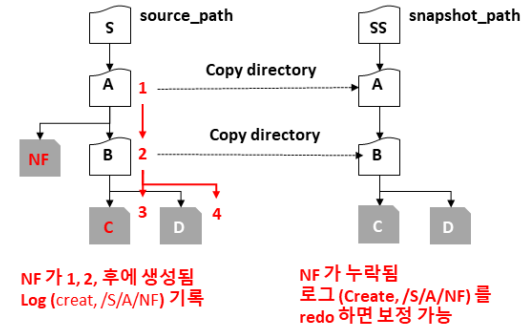 S
source_path
SS
snapshot_path
A
1
Copy directory
A
NF
B
2
Copy directory
B
C
3
D
4
C
D
NF 가 1, 2, 후에 생성됨
Log (creat, /S/A/NF) 기록
NF 가 누락됨
로그 (Create, /S/A/NF) 를
redo 하면 보정 가능